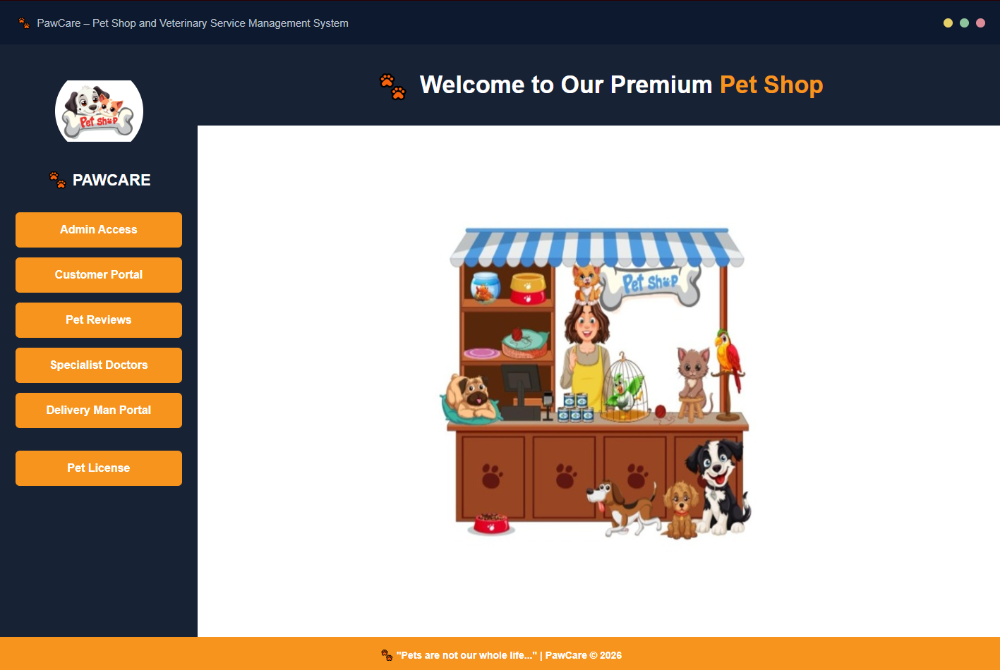 PawCare – Pet Shop and Veterinary Service Management System
Pet Shop
PAWCARE
Admin Access
Customer Portal
Pet Reviews
Specialist Doctors
Delivery Man Portal
Pet License
Welcome to Our Premium Pet Shop
Pet Shop
"Pets are not our whole life..." | PawCare © 2026